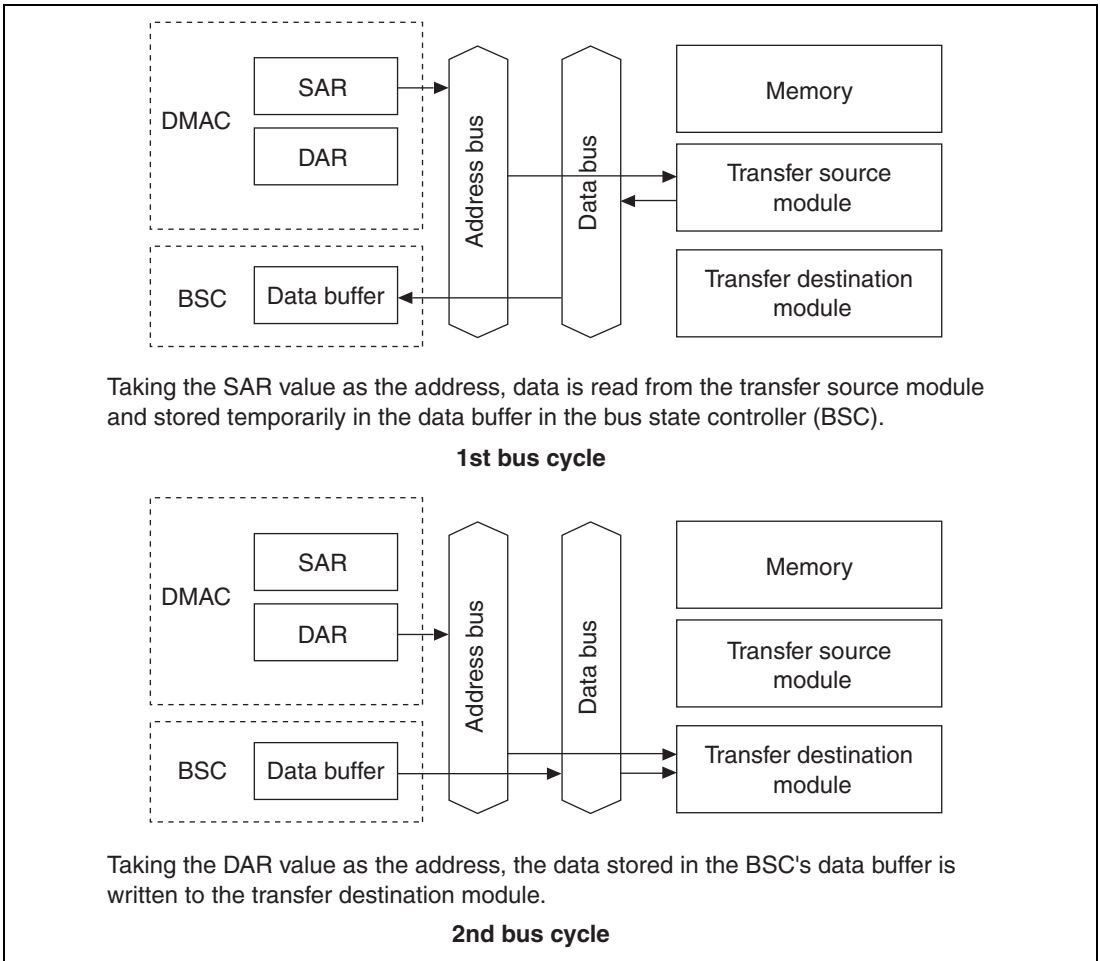 DMAC
SAR
DAR
BSC
Data buffer
Address bus
Data bus
Memory
Transfer source
module
Transfer destination
module
Taking the SAR value as the address, data is read from the transfer source module
and stored temporarily in the data buffer in the bus state controller (BSC).
1st bus cycle
DMAC
SAR
DAR
BSC
Data buffer
Address bus
Data bus
Memory
Transfer source
module
Transfer destination
module
Taking the DAR value as the address, the data stored in the BSC's data buffer is
written to the transfer destination module.
2nd bus cycle